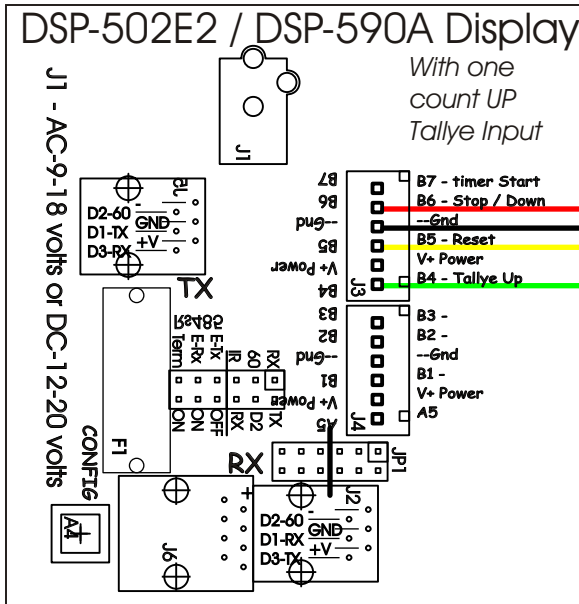 DSP-502E2 / DSP-590A Display
With one
count UP
Tallye Input
J1 - AC-9-18 volts or DC-12-20 volts
J1
B7
B6
--Gnd
B5
V+ Power
B4
J3
B7 - timer Start
B6 - Stop / Down
--Gnd
B5 - Reset
V+ Power
B4 - Tallye Up
B3
B2
--Gnd
B1
V+ Power
A5
J4
B3 -
B2 -
--Gnd
B1 -
V+ Power
A5
D2-60 -
D1-TX GND
D3-RX +V
TX
Rs485
Term E-Rx E-Tx IR 60 RX
ON ON OFF RX D2 TX
F1
RX
JP1
CONFIG
A4
J6
+
J2
D2-60 -
D1-RX GND
D3-TX +V